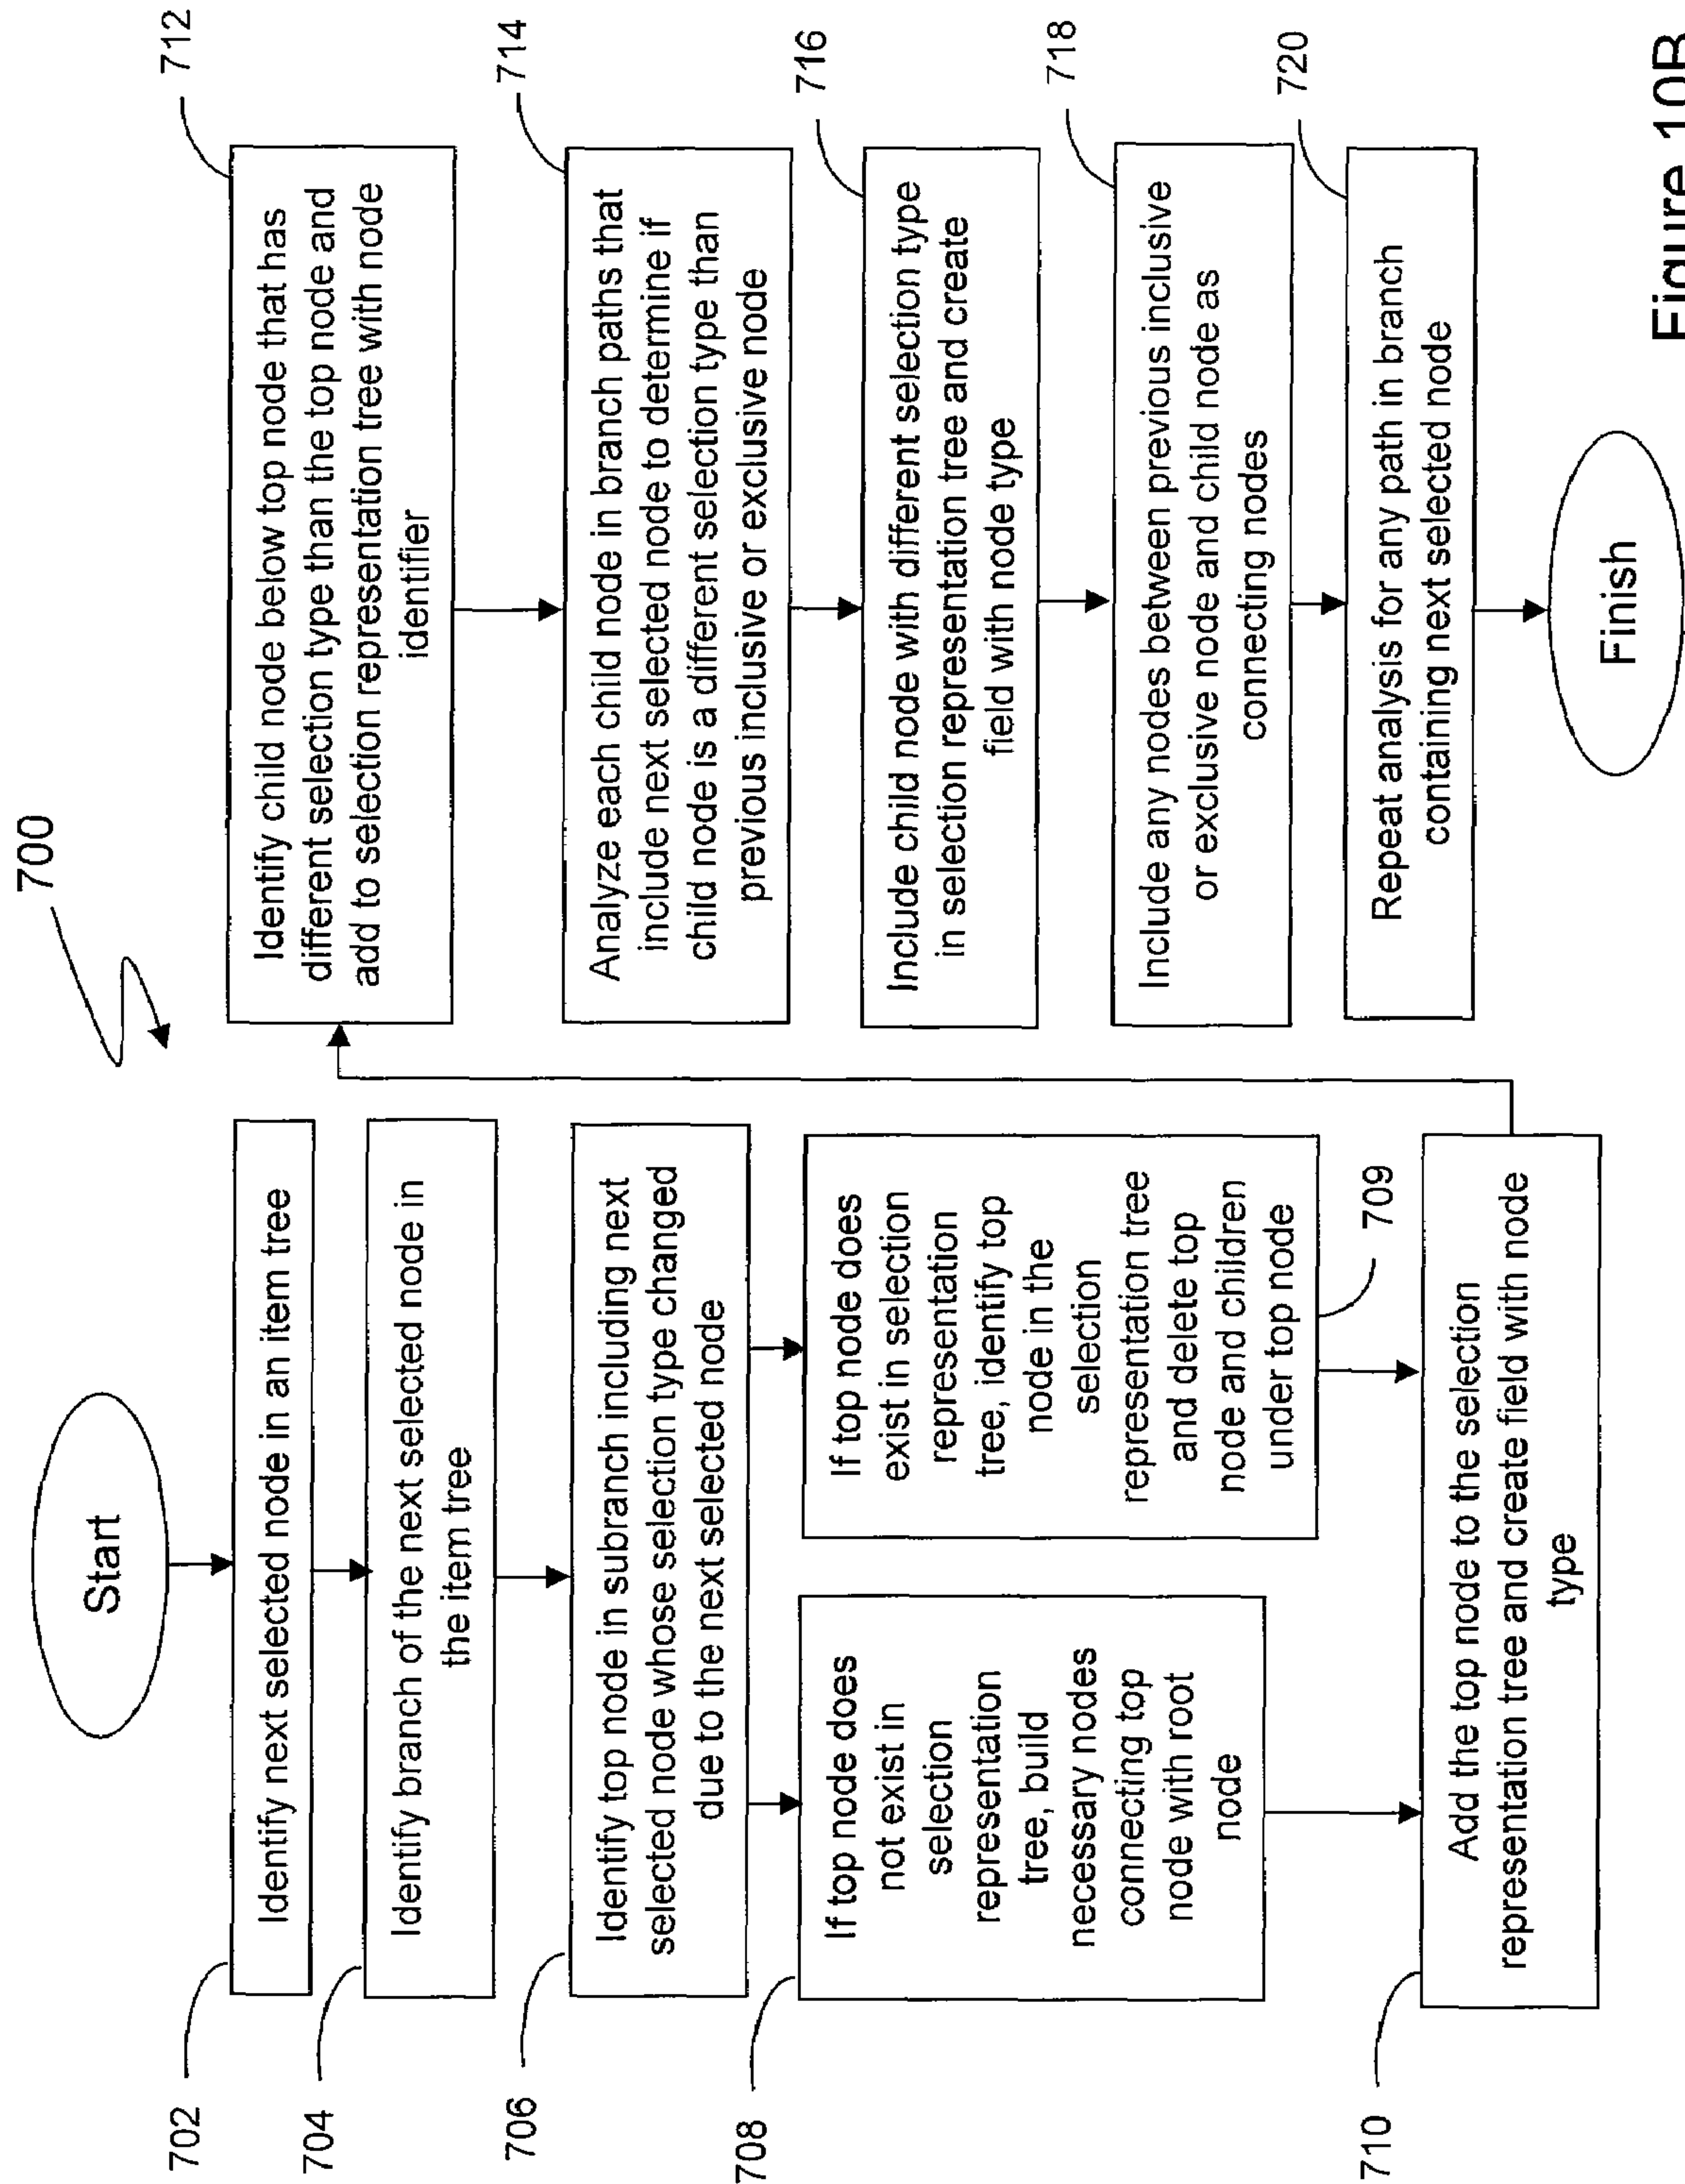 700
Start
702
Identify next selected node in an item tree
704
Identify branch of the next selected node in
the item tree
706
Identify top node in subbranch including next
selected node whose selection type changed
due to the next selected node
708
If top node does
not exist in
selection
representation
tree, build
necessary nodes
connecting top
node with root
node
If top node does
exist in selection
representation
tree, identify top
node in the
selection
representation tree
and delete top
node and children
under top node
709
710
Add the top node to the selection
representation tree and create field with node
type
712
Identify child node below top node that has
different selection type than the top node and
add to selection representation tree with node
identifier
714
Analyze each child node in branch paths that
include next selected node to determine if
child node is a different selection type than
previous inclusive or exclusive node
716
Include child node with different selection type
in selection representation tree and create
field with node type
718
Include any nodes between previous inclusive
or exclusive node and child node as
connecting nodes
720
Repeat analysis for any path in branch
containing next selected node
Finish
Figure 10B